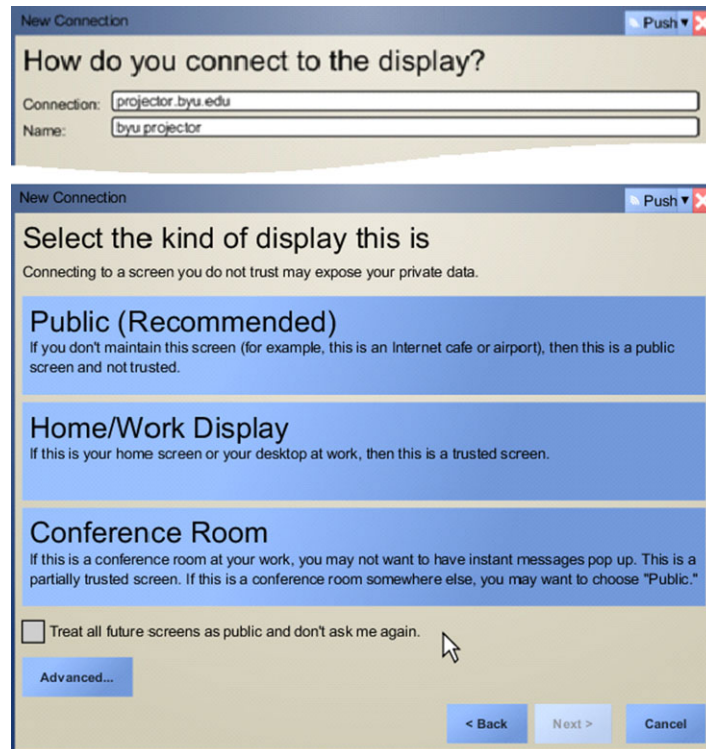 New Connection
Push
How do you connect to the display?
Connection: projector.byu.edu
Name: byu projector
New Connection
Push
Select the kind of display this is
Connecting to a screen you do not trust may expose your private data.
Public (Recommended)
If you don't maintain this screen (for example, this is an Internet cafe or airport), then this is a public
screen and not trusted.
Home/Work Display
If this is your home screen or your desktop at work, then this is a trusted screen.
Conference Room
If this is a conference room at your work, you may not want to have instant messages pop up. This is a
partially trusted screen. If this is a conference room somewhere else, you may want to choose "Public."
Treat all future screens as public and don't ask me again.
Advanced...
< Back
Next >
Cancel